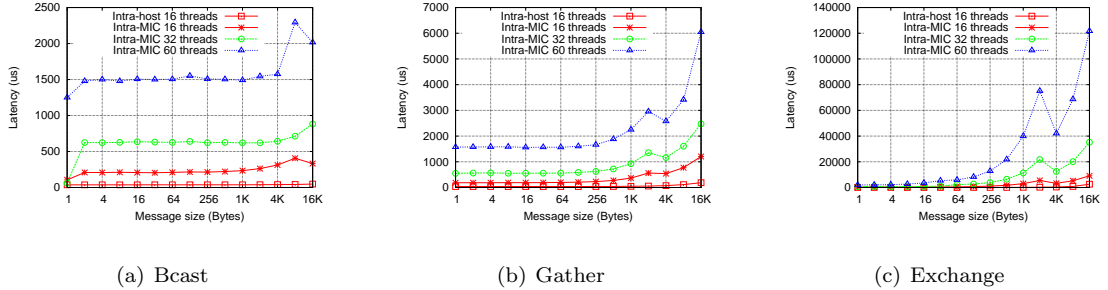 2500
2000
1500
1000
500
0
Latency (us)
Intra-host 16 threads
Intra-MIC 16 threads
Intra-MIC 32 threads
Intra-MIC 60 threads
1 4 16 64 256 1K 4K 16K
Message size (Bytes)
(a) Bcast
7000
6000
5000
4000
3000
2000
1000
0
Latency (us)
Intra-host 16 threads
Intra-MIC 16 threads
Intra-MIC 32 threads
Intra-MIC 60 threads
1 4 16 64 256 1K 4K 16K
Message size (Bytes)
(b) Gather
140000
120000
100000
80000
60000
40000
20000
0
Latency (us)
Intra-host 16 threads
Intra-MIC 16 threads
Intra-MIC 32 threads
Intra-MIC 60 threads
1 4 16 64 256 1K 4K 16K
Message size (Bytes)
(c) Exchange